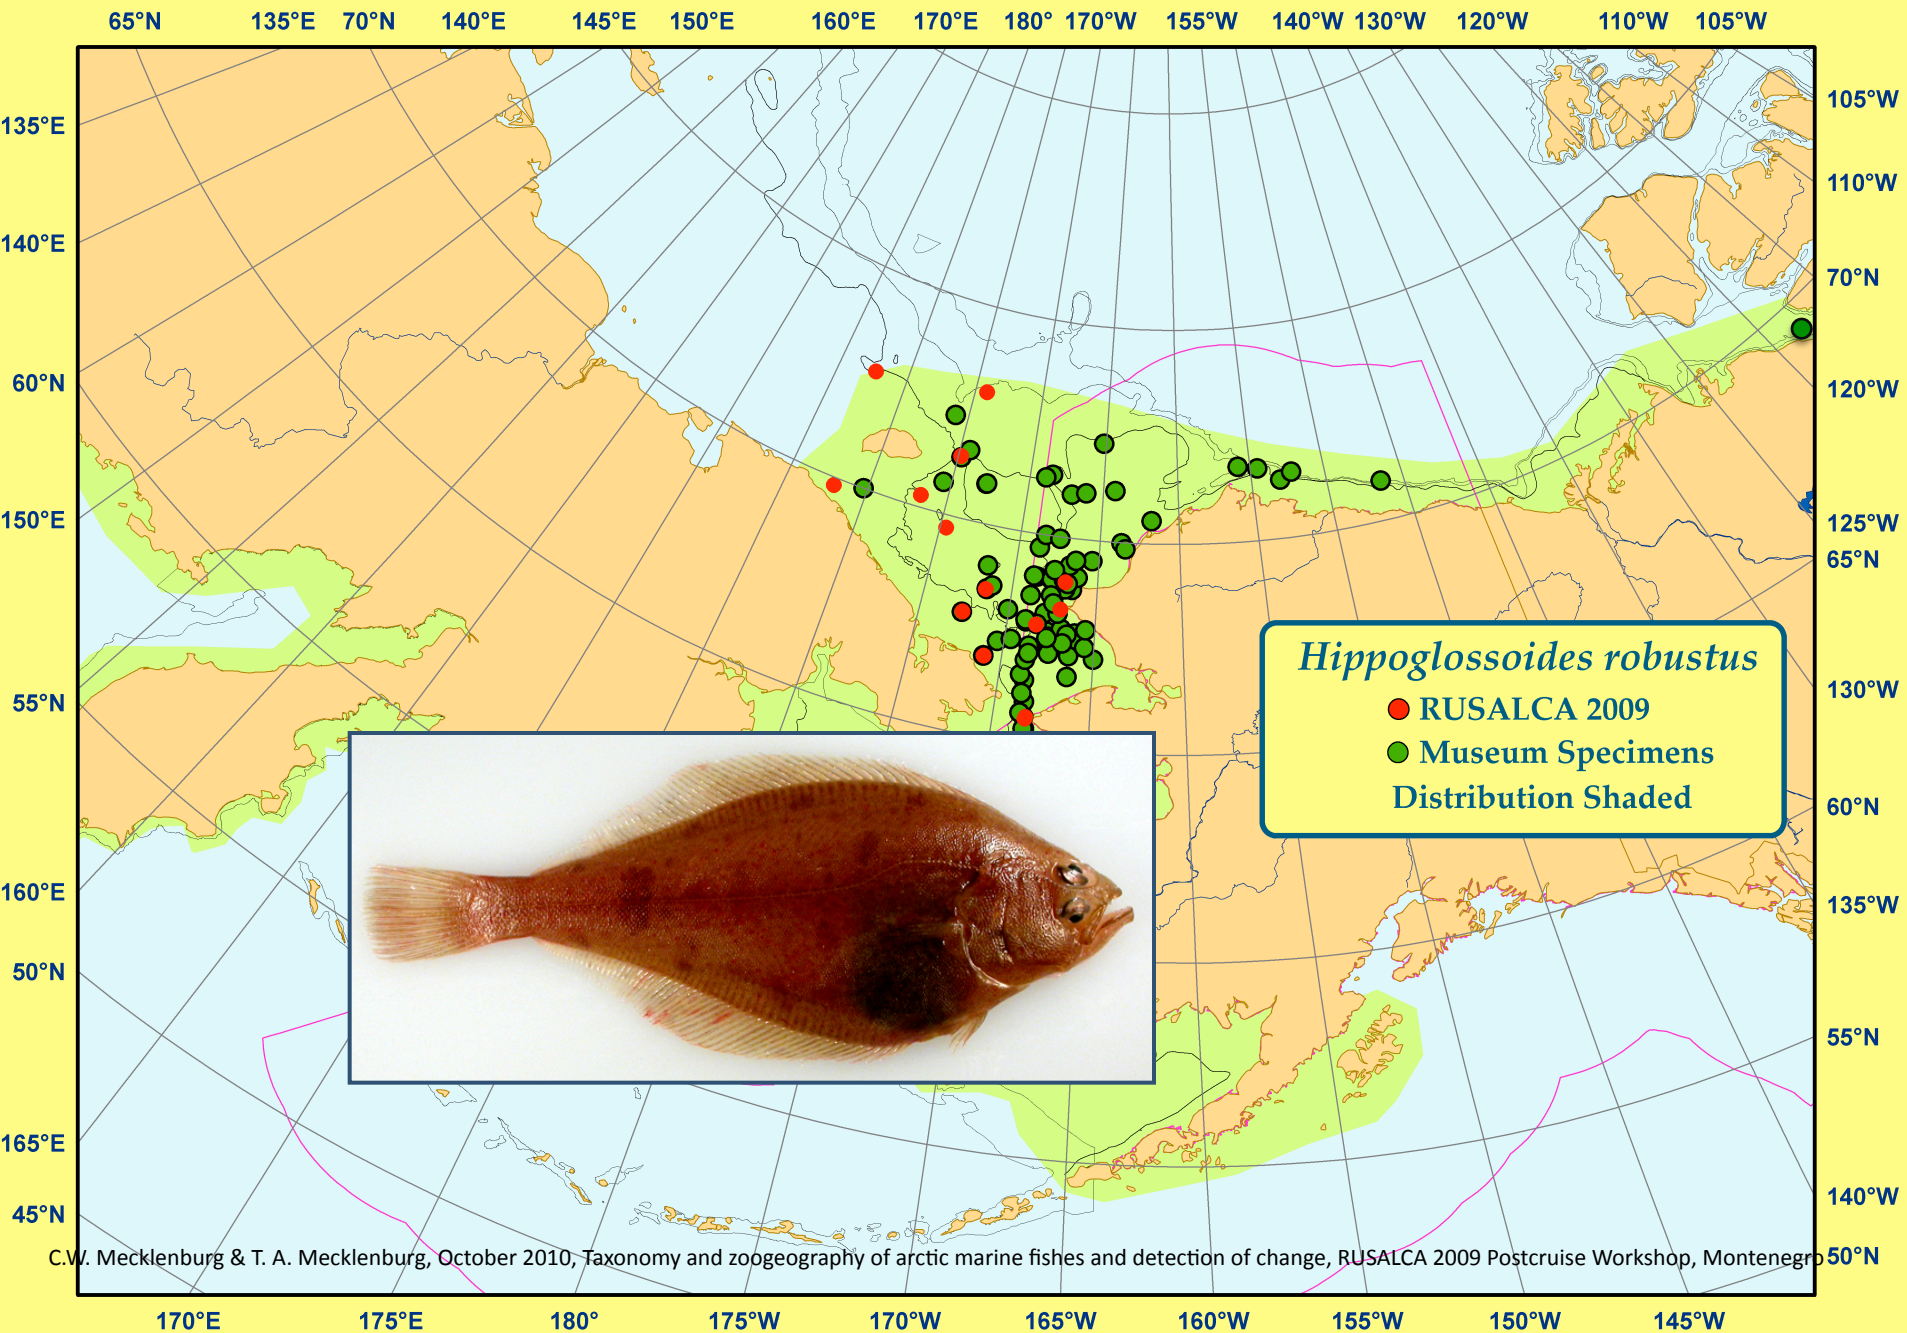 65°N 135°E 70°N 140°E 145°E 150°E 160°E 170°E 180° 170°W 155°W 140°W 130°W 120°W 110°W 105°W
105°W
135°E
110°W
140°E
70°N
60°N
120°W
150°E
125°W
65°N
Hippoglossoides robustus
55°N
130°W
RUSALCA 2009
Museum Specimens
Distribution Shaded
60°N
160°E
135°W
50°N
55°N
165°E
140°W
45°N
C.W. Mecklenburg & T. A. Mecklenburg, October 2010, Taxonomy and zoogeography of arctic marine fishes and detection of change, RUSALCA 2009 Postcruise Workshop, Montenegro
50°N
170°E 175°E 180° 175°W 170°W 165°W 160°W 155°W 150°W 145°W